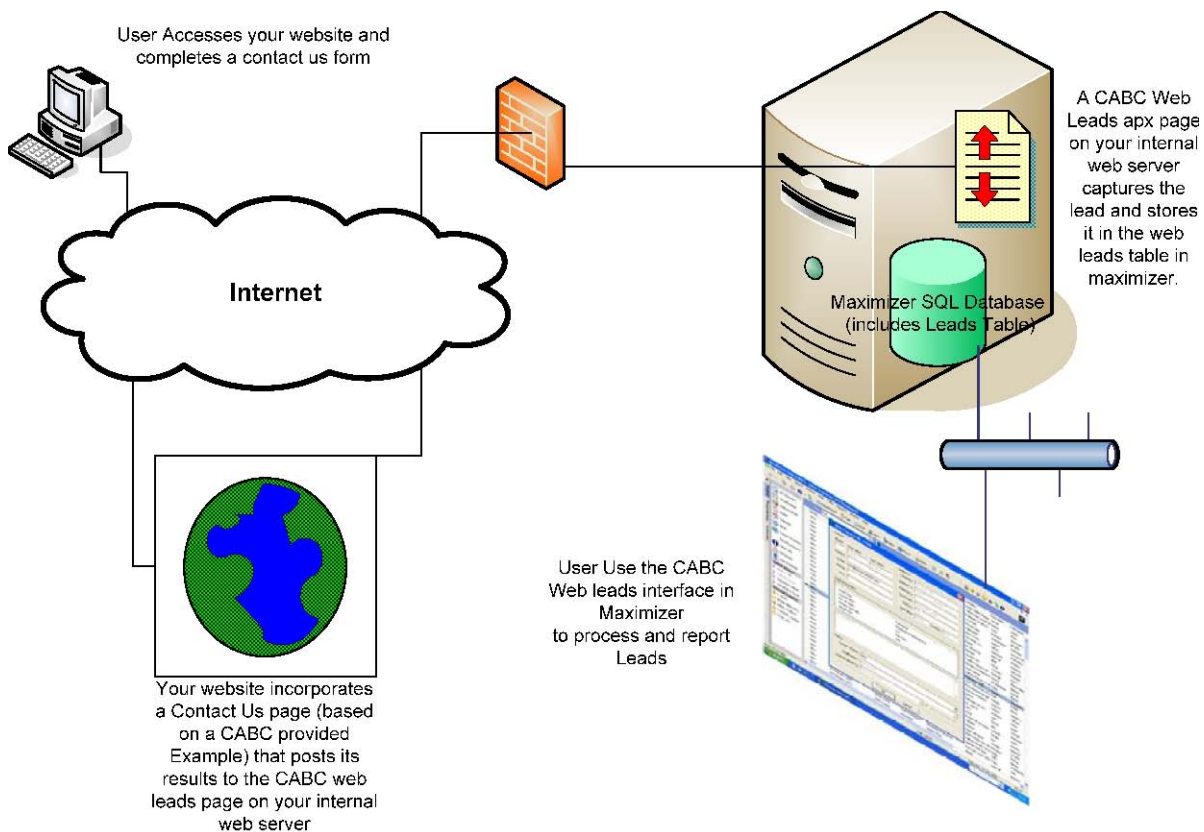 User Accesses your website and
completes a contact us form
A CABC Web
Leads apx page
on your internal
web server
captures the
lead and stores
it in the web
leads table in
maximizer.
Internet
Maximizer SQL Database
(includes Leads Table)
User Use the CABC
Web leads interface in
Maximizer
to process and report
Leads
Your website incorporates
a Contact Us page (based
on a CABC provided
Example) that posts its
results to the CABC web
leads page on your internal
web server